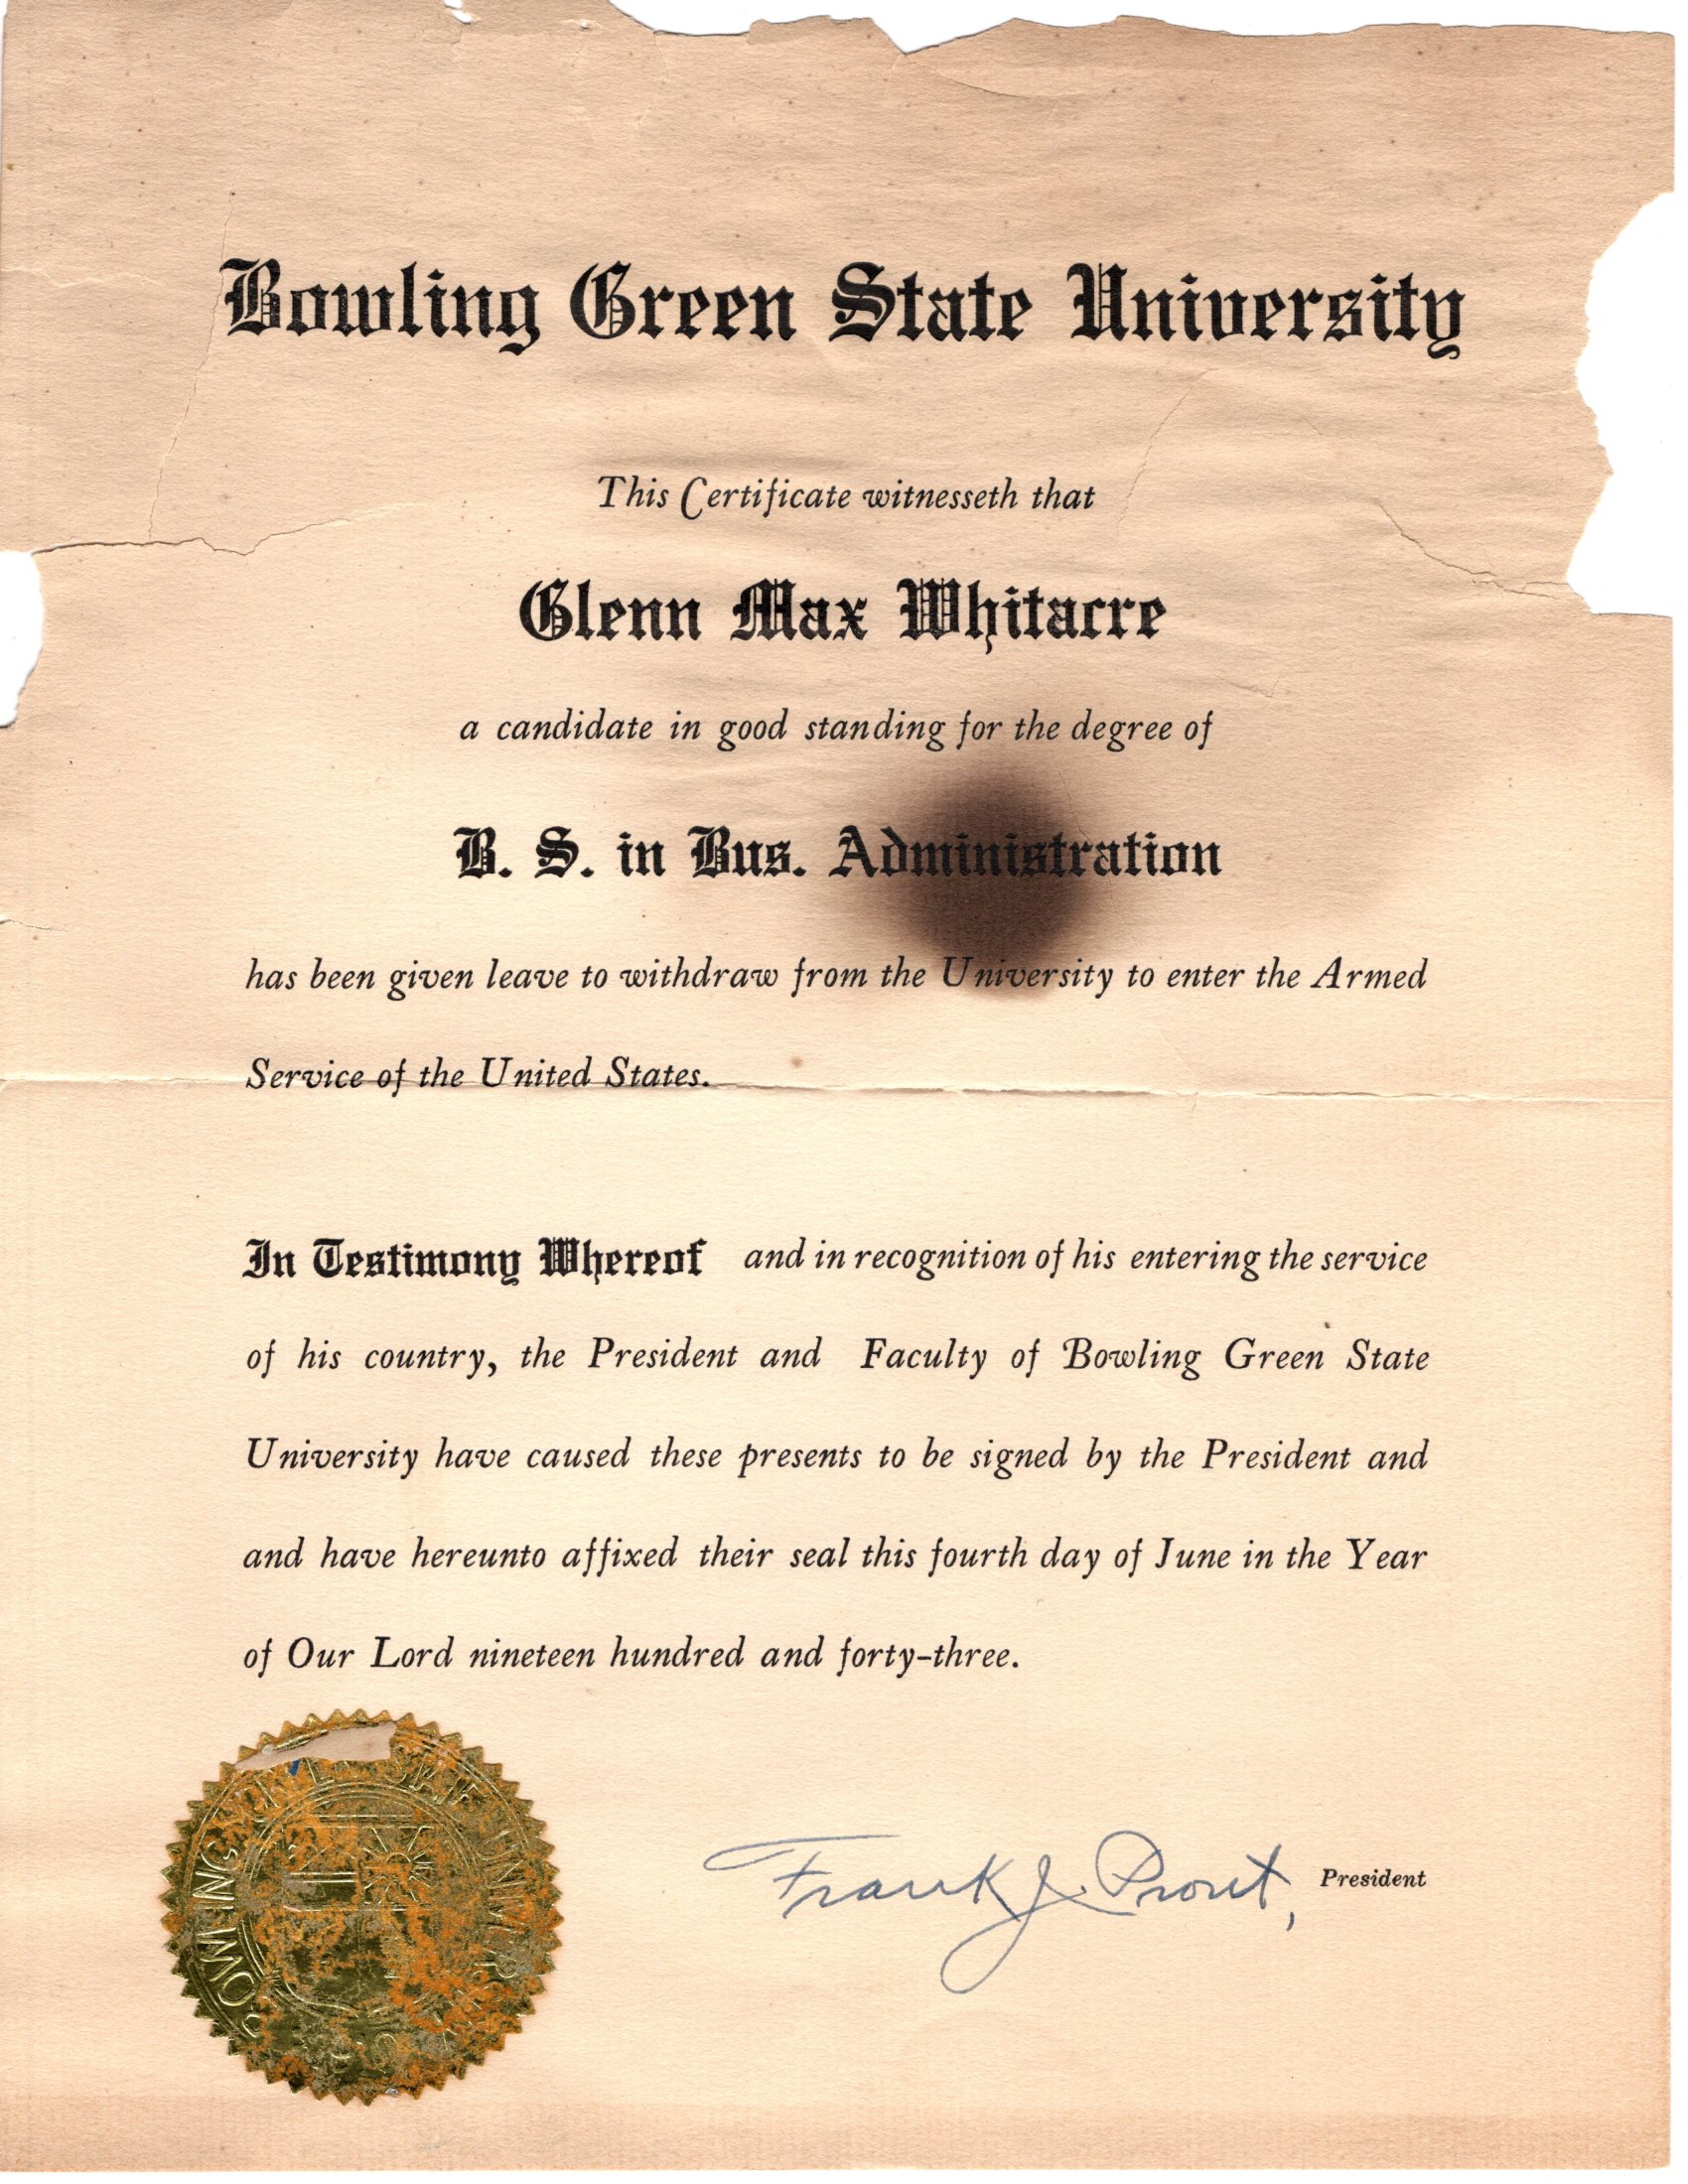 Bowling Green State University
This Certificate witnesseth that
Glenn Max Whitacre
a candidate in good standing for the degree of
B. S. in Bus. Administration
has been given leave to withdraw from the University to enter the Armed
Service of the United States.
In Testimony Whereof and in recognition of his entering the service
of his country, the President and Faculty of Bowling Green State
University have caused these presents to be signed by the President and
and have hereunto affixed their seal this fourth day of June in the Year
of Our Lord nineteen hundred and forty-three.
Frank J. Prout, President